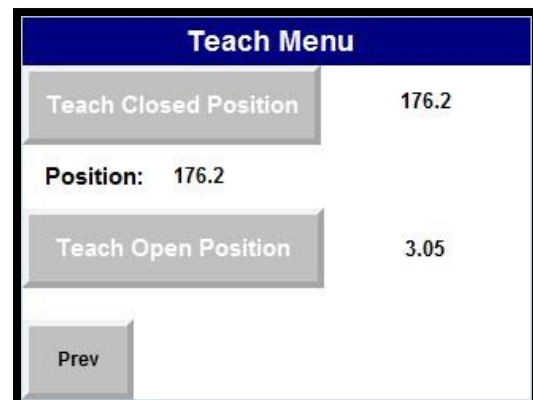 Teach Menu
Teach Closed Position 176.2
Position: 176.2
Teach Open Position 3.05
Prev